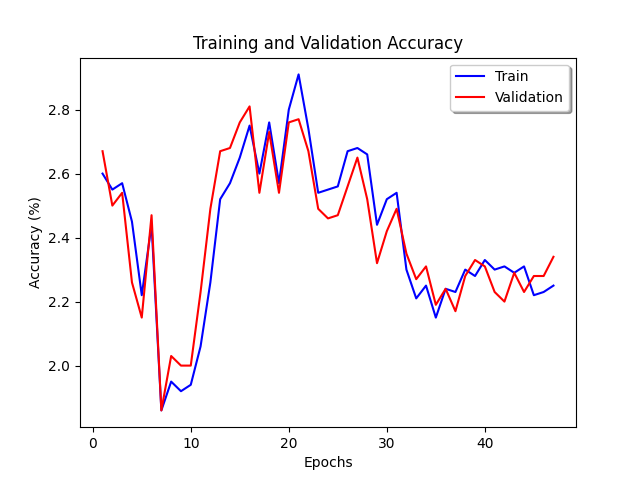 Training and Validation Accuracy
Train
Validation
Accuracy (%)
2.8
2.6
2.4
2.2
2.0
0 10 20 30 40
Epochs